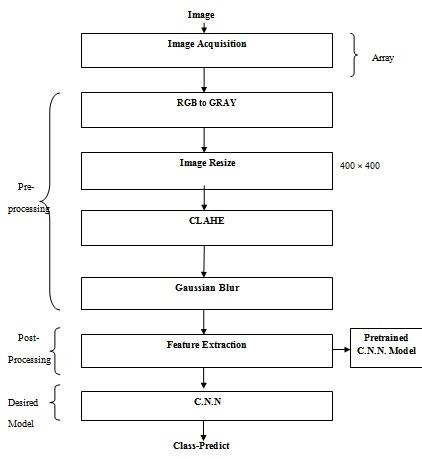 Image
Image Acquisition
Array
RGB to GRAY
Image Resize
400 × 400
Pre-
processing
CLAHE
Gaussian Blur
Post-
Processing
Feature Extraction
Pretrained
C.N.N. Model
Desired
Model
C.N.N
Class-Predict